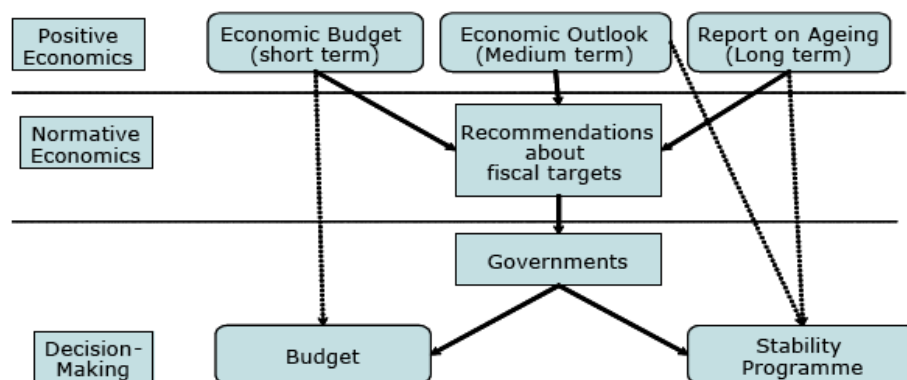 Positive
Economics
Economic Budget
(short term)
Economic Outlook
(Medium term)
Report on Ageing
(Long term)
Normative
Economics
Recommendations
about
fiscal targets
Governments
Decision-
Making
Budget
Stability
Programme